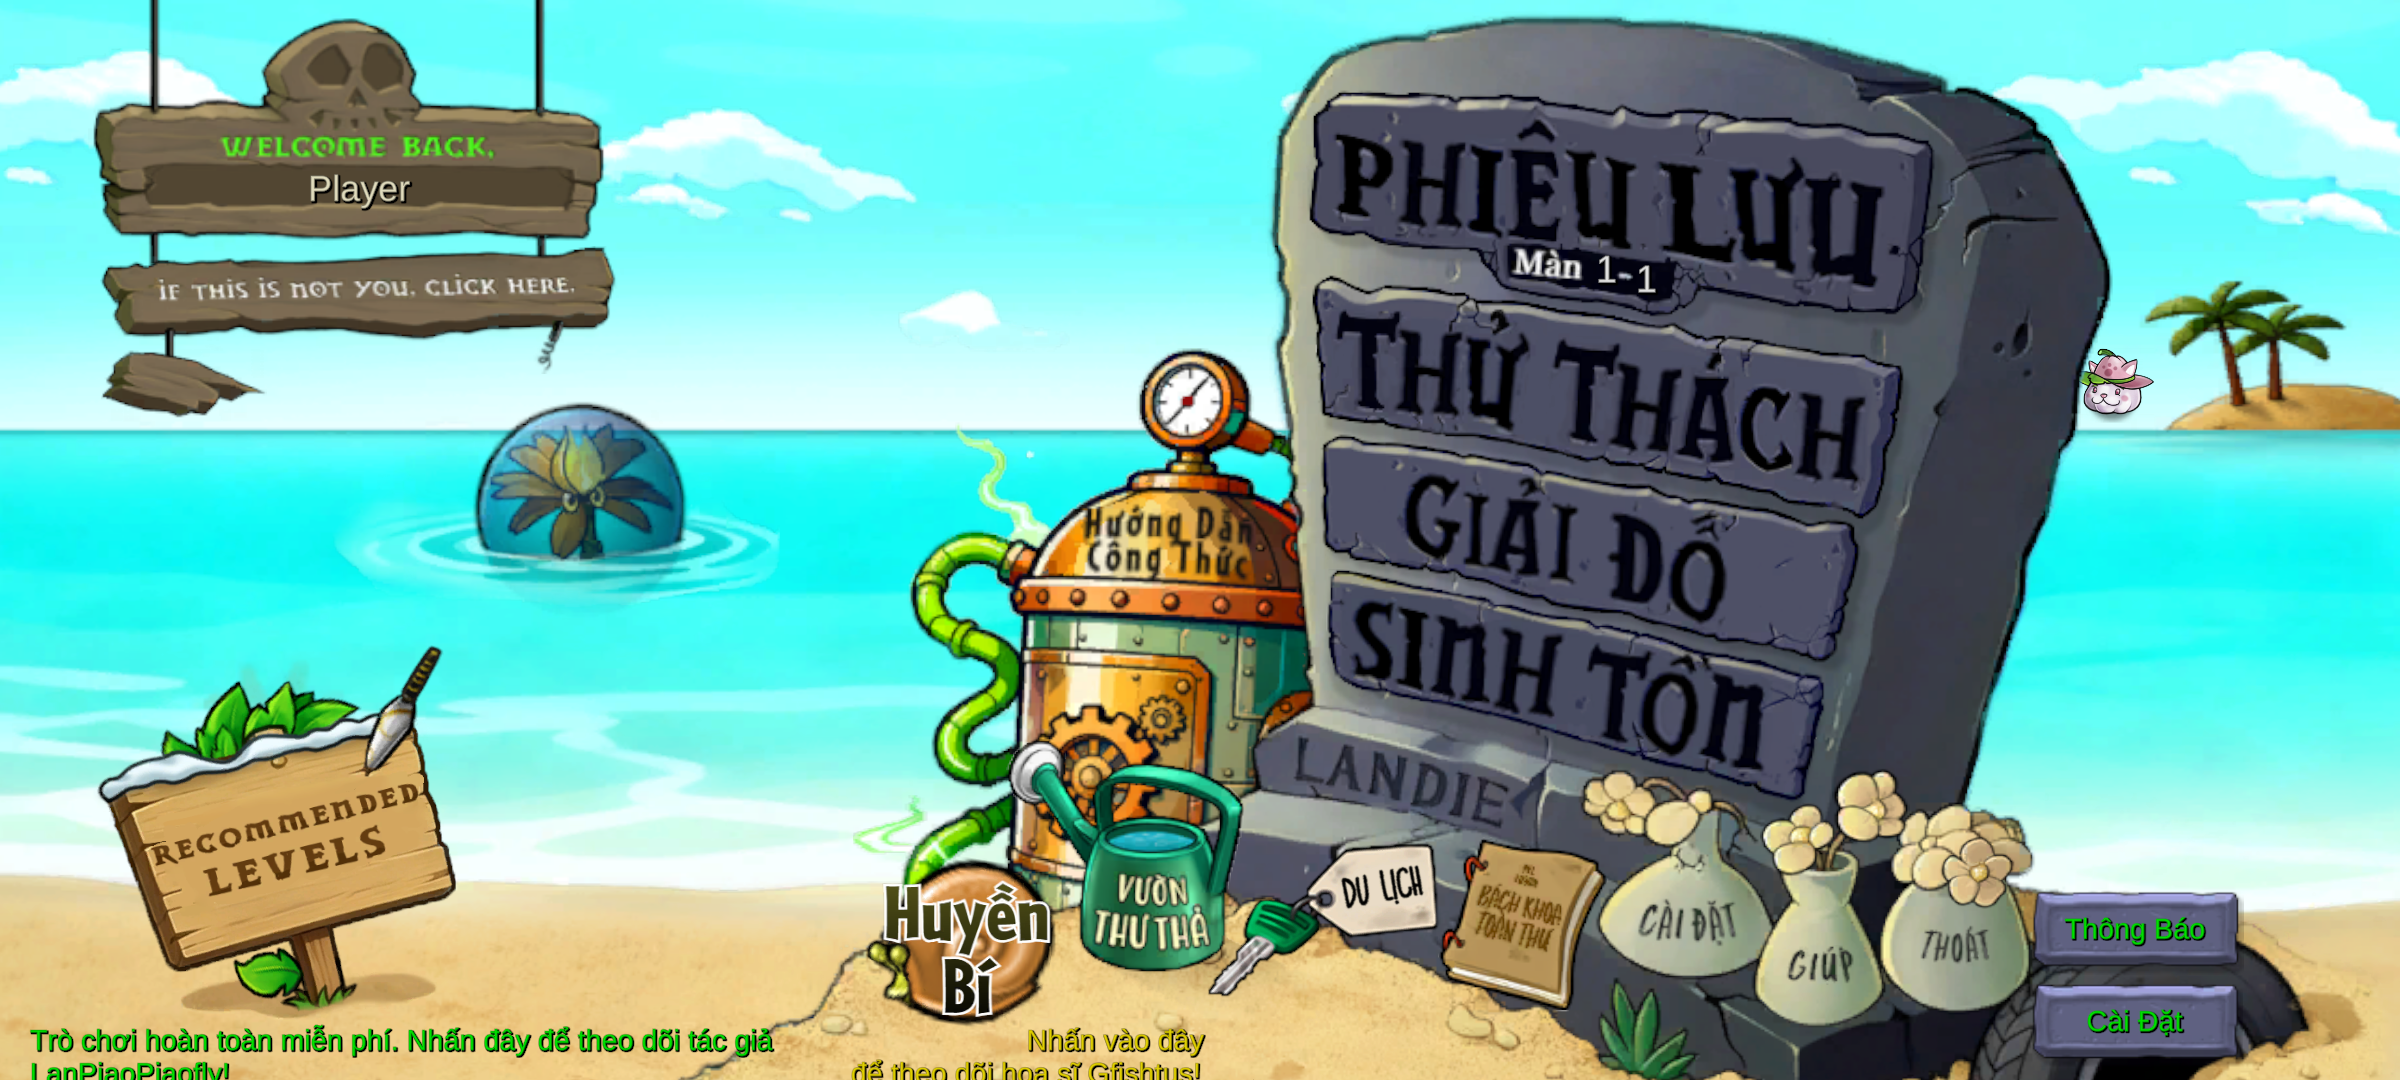 WELCOME BACK,
Player
IF THIS IS NOT YOU, CLICK HERE.
PHIÊU LƯU
Màn 1-1
THỬ THÁCH
GIẢI ĐỐ
SINH TỒN
LANDIE
Hướng Dẫn
Công Thức
RECOMMENDED
LEVELS
Huyền
Bí
VƯỜN
THƯ THẢ
DU LỊCH
BÁCH KHOA
TOÀN THƯ
CÀI ĐẶT
GIÚP
THOÁT
Thông Báo
Cài Đặt
Trò chơi hoàn toàn miễn phí. Nhấn đây để theo dõi tác giả
LanPiaoPiaofly!
Nhấn vào đây
để theo dõi họa sĩ Gfishtus!